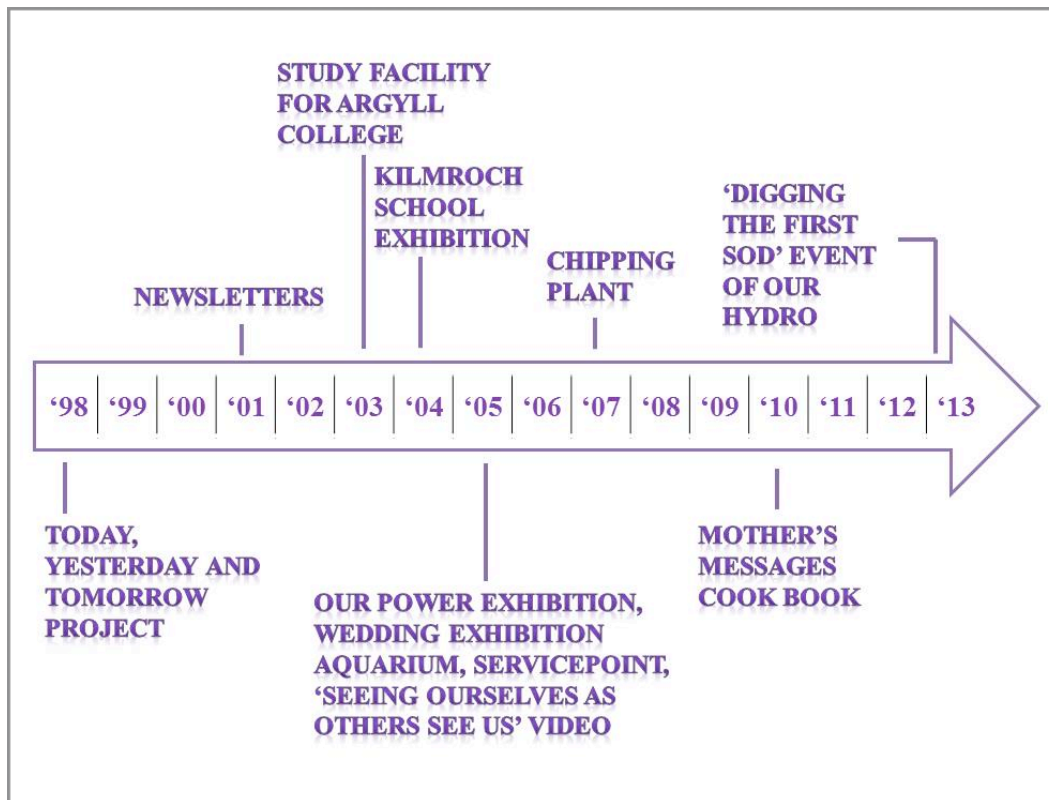 STUDY FACILITY
FOR ARGYLL
COLLEGE
KILMROCH
SCHOOL
EXHIBITION
‘DIGGING
THE FIRST
SOD’ EVENT
OF OUR
HYDRO
CHIPPING
PLANT
NEWSLETTERS
‘98 ‘99 ‘00 ‘01 ‘02 ‘03 ‘04 ‘05 ‘06 ‘07 ‘08 ‘09 ‘10 ‘11 ‘12 ‘13
TODAY,
YESTERDAY AND
TOMORROW
PROJECT
OUR POWER EXHIBITION,
WEDDING EXHIBITION
AQUARIUM, SERVICEPOINT,
‘SEEING OURSELVES AS
OTHERS SEE US’ VIDEO
MOTHER’S
MESSAGES
COOK BOOK